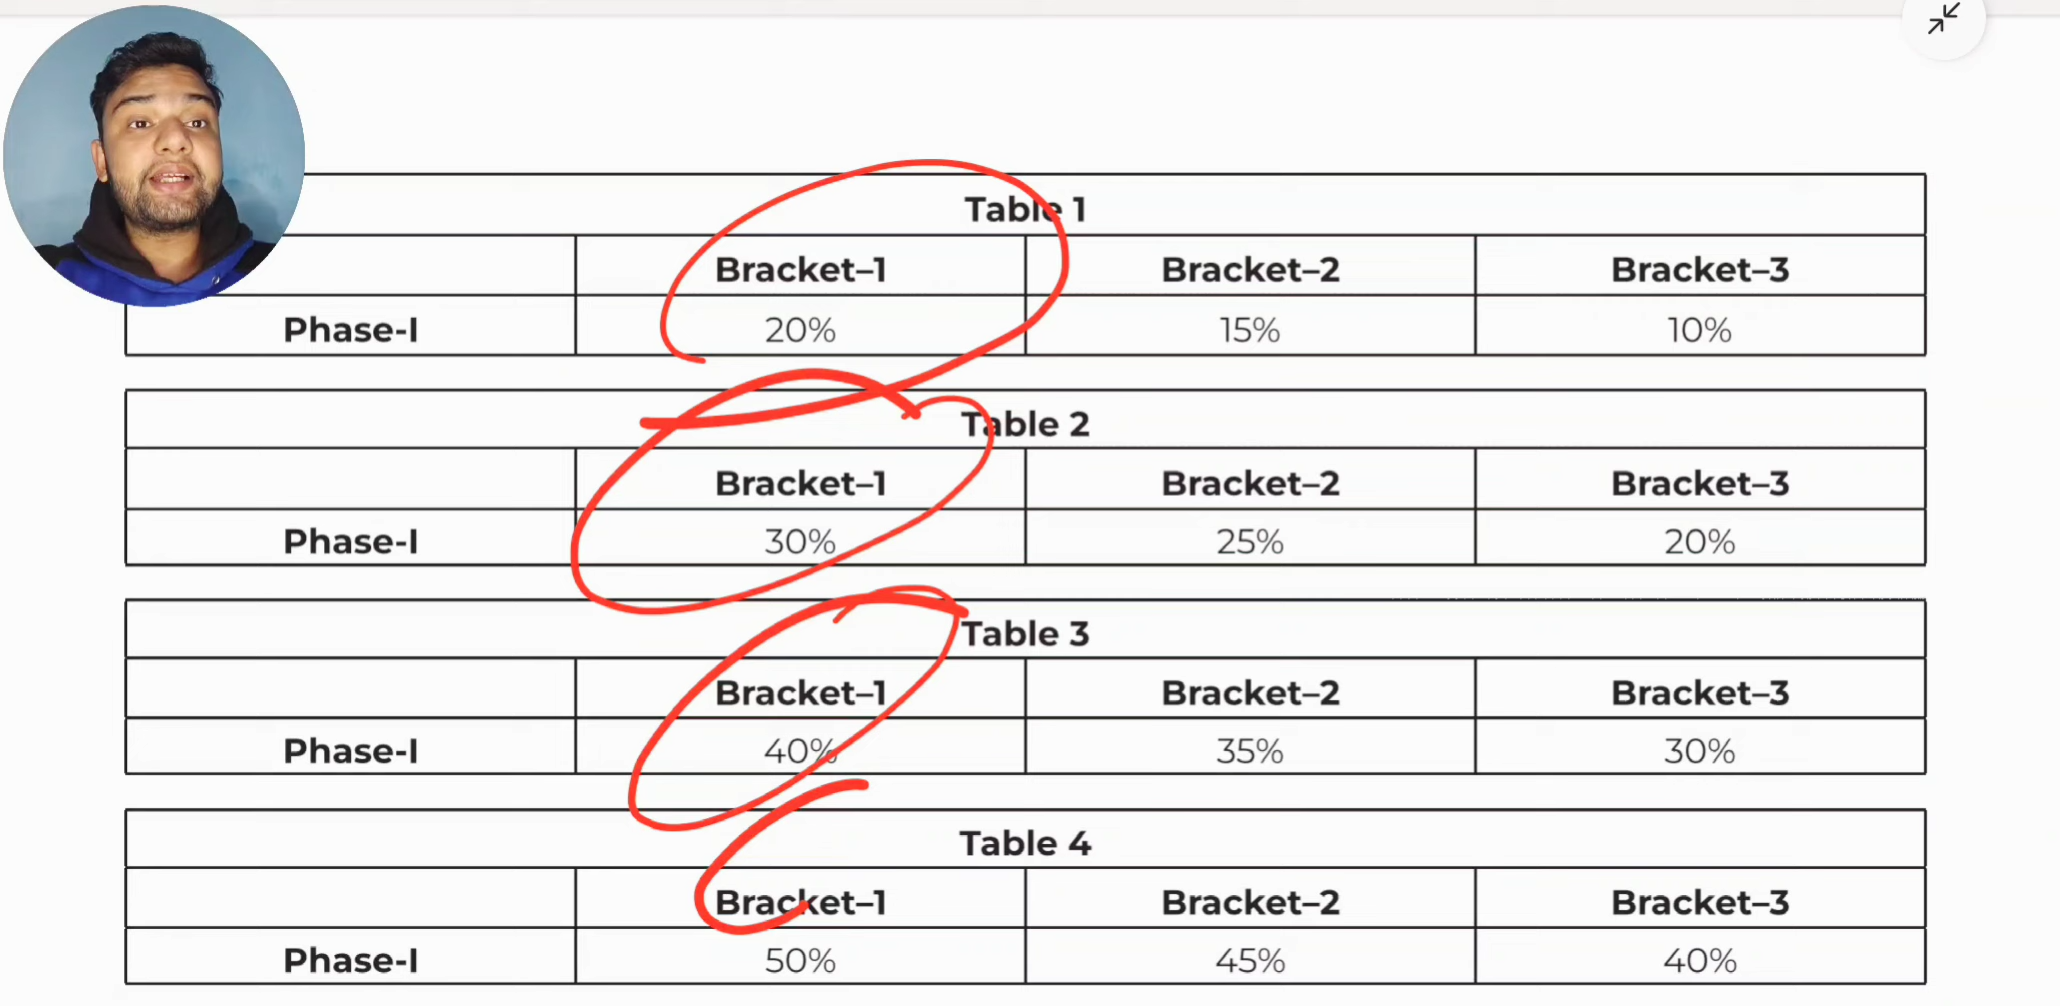 Table 1
Bracket–1 Bracket–2 Bracket–3
Phase-I 20% 15% 10%
Table 2
Bracket–1 Bracket–2 Bracket–3
Phase-I 30% 25% 20%
Table 3
Bracket–1 Bracket–2 Bracket–3
Phase-I 40% 35% 30%
Table 4
Bracket–1 Bracket–2 Bracket–3
Phase-I 50% 45% 40%